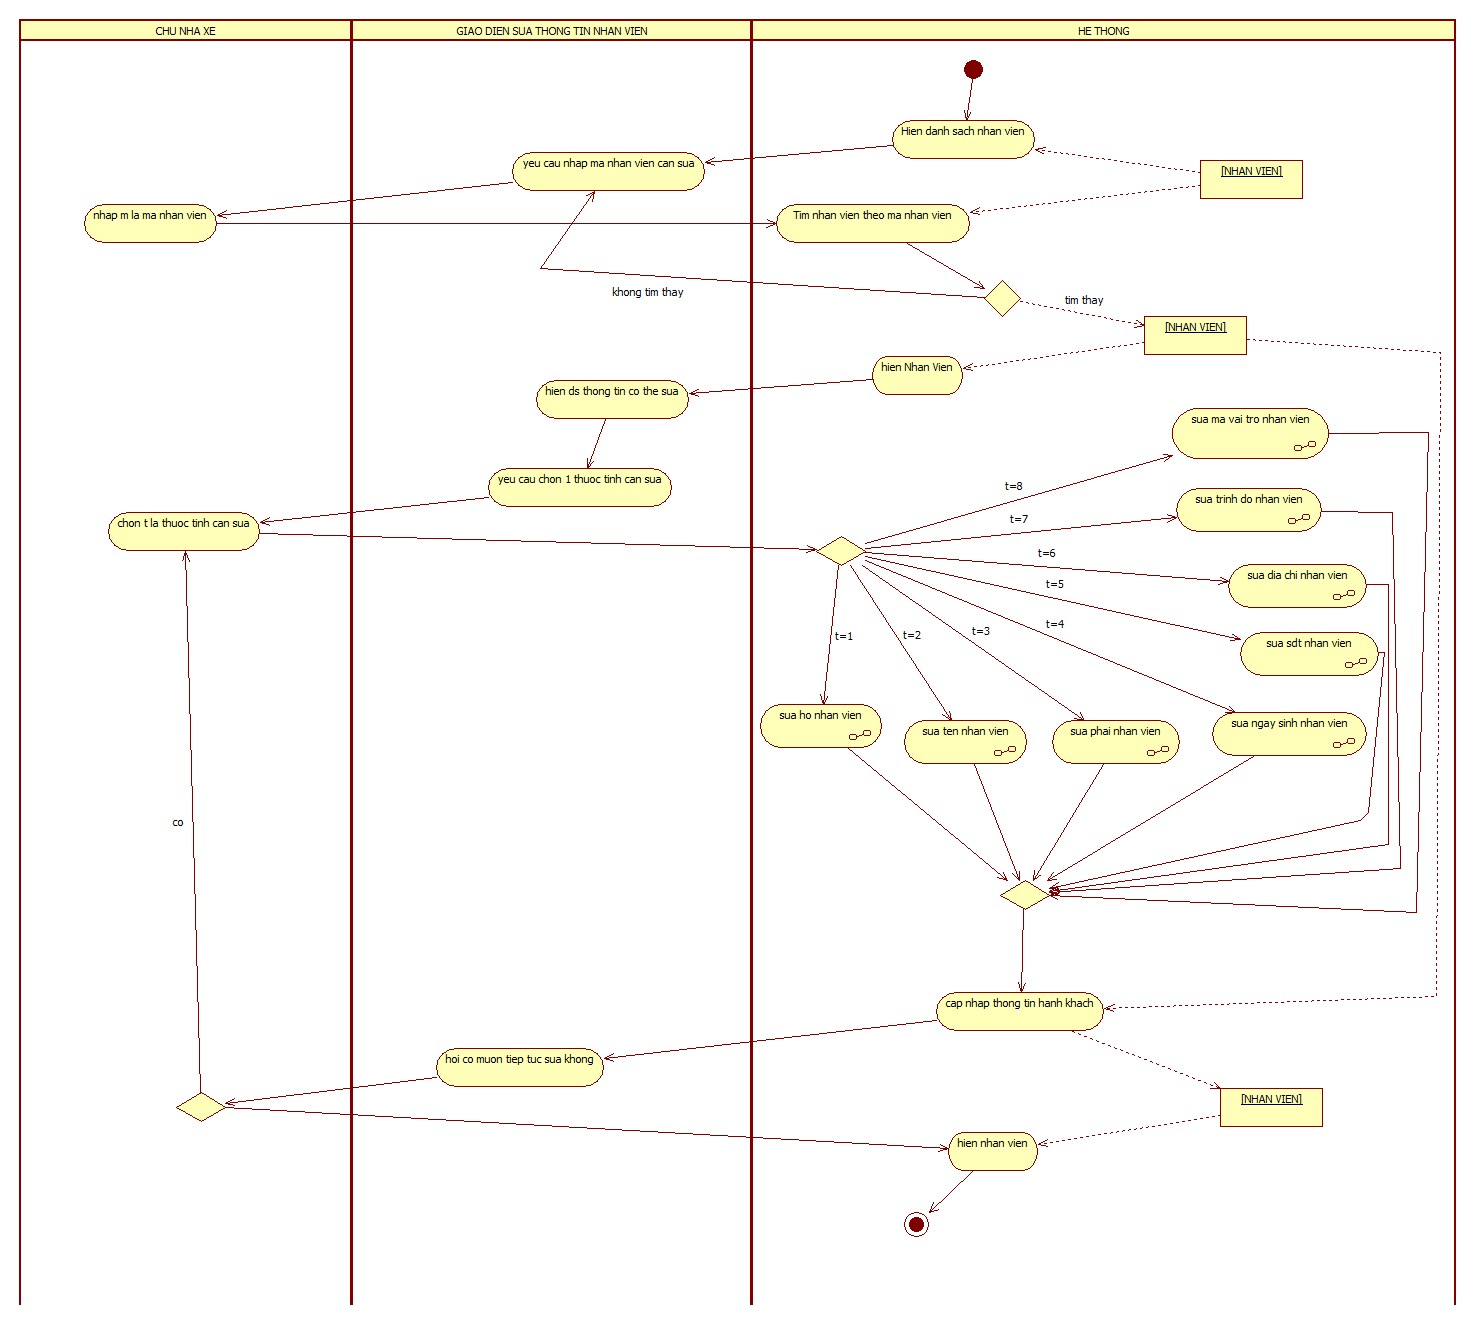 CHU NHA XE
GIAO DIEN SUA THONG TIN NHAN VIEN
HE THONG
Hien danh sach nhan vien
yeu cau nhap ma nhan vien can sua
[NHAN VIEN]
nhap m la ma nhan vien
Tim nhan vien theo ma nhan vien
khong tim thay
tim thay
[NHAN VIEN]
hien Nhan Vien
hien ds thong tin co the sua
sua ma vai tro nhan vien
yeu cau chon 1 thuoc tinh can sua
t=8
sua trinh do nhan vien
chon t la thuoc tinh can sua
t=7
t=6
sua dia chi nhan vien
t=5
t=4
t=3
t=2
t=1
sua sdt nhan vien
sua ho nhan vien
sua ten nhan vien
sua phai nhan vien
sua ngay sinh nhan vien
co
cap nhap thong tin hanh khach
hoi co muon tiep tuc sua khong
[NHAN VIEN]
hien nhan vien